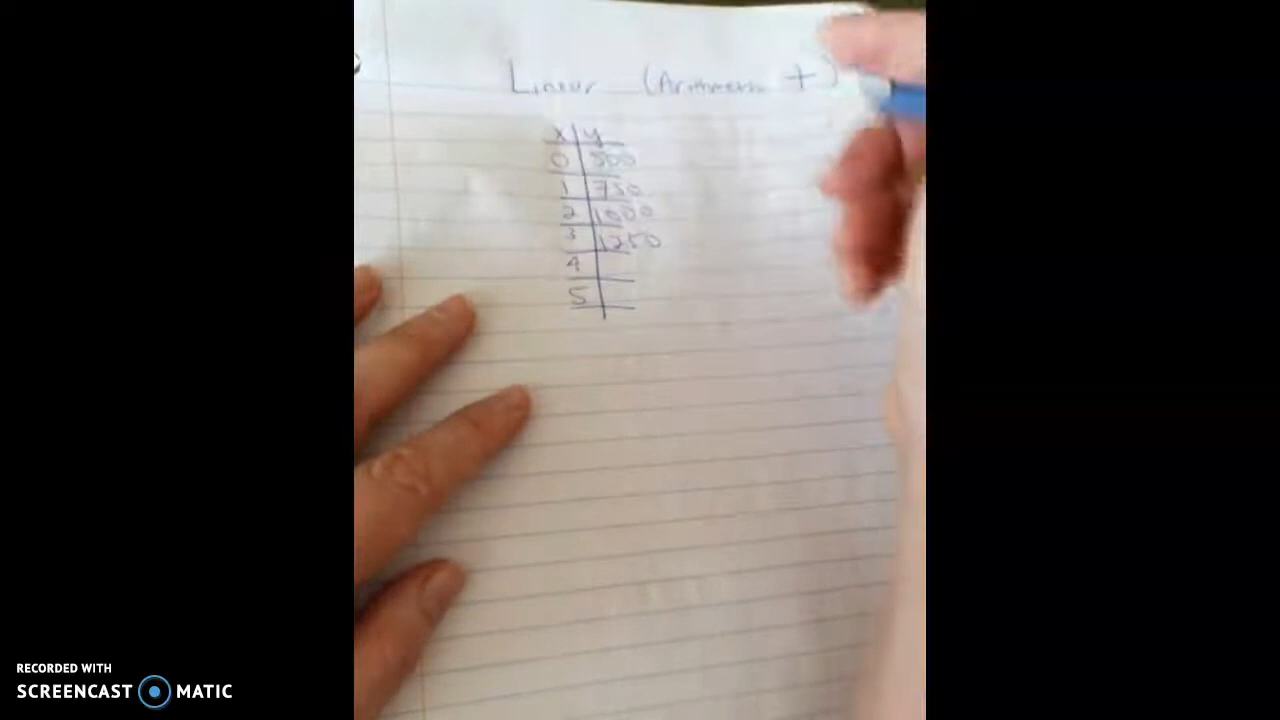 Linear (Arithmetic +)
x y
0 500
1 750
2 1000
3 1250
4
5
RECORDED WITH
SCREENCAST MATIC